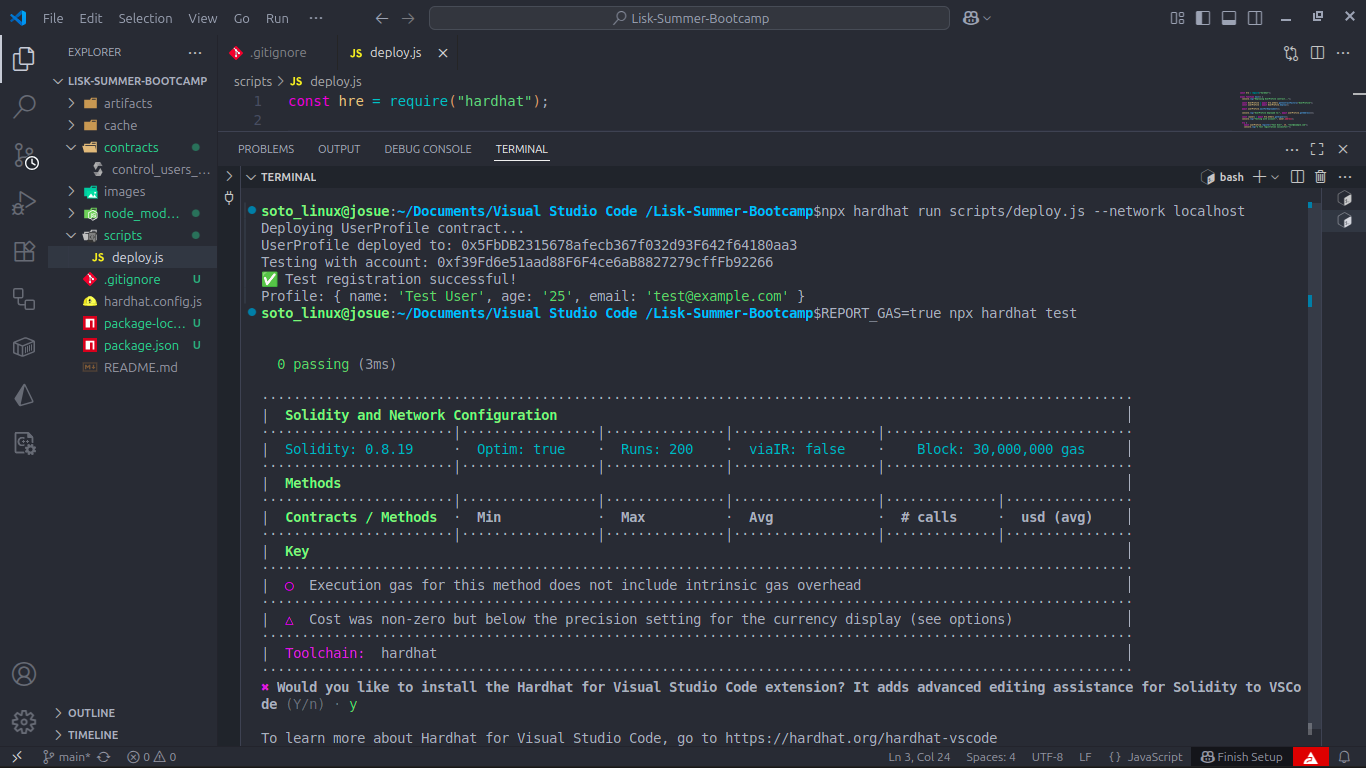 File Edit Selection View Go Run ··· Lisk-Summer-Bootcamp
EXPLORER ···
LISK-SUMMER-BOOTCAMP
artifacts
cache
contracts
control_users_...
images
node_mod...
scripts
JS deploy.js
.gitignore U
hardhat.config.js
package-loc... U
package.json U
README.md
OUTLINE
TIMELINE
.gitignore JS deploy.js
scripts > JS deploy.js
1 const hre = require("hardhat");
2
PROBLEMS OUTPUT DEBUG CONSOLE TERMINAL
TERMINAL bash
soto_linux@josue:~/Documents/Visual Studio Code /Lisk-Summer-Bootcamp$npx hardhat run scripts/deploy.js --network localhost
Deploying UserProfile contract...
UserProfile deployed to: 0x5FbDB2315678afecb367f032d93F642f64180aa3
Testing with account: 0xf39Fd6e51aad88F6F4ce6aB8827279cffFb92266
✅ Test registration successful!
Profile: { name: 'Test User', age: '25', email: 'test@example.com' }
soto_linux@josue:~/Documents/Visual Studio Code /Lisk-Summer-Bootcamp$REPORT_GAS=true npx hardhat test
0 passing (3ms)
| Solidity and Network Configuration |
| Solidity: 0.8.19 · Optim: true · Runs: 200 · viaIR: false · Block: 30,000,000 gas |
| Methods |
| Contracts / Methods · Min · Max · Avg · # calls · usd (avg) |
| Key |
| ○ Execution gas for this method does not include intrinsic gas overhead |
| △ Cost was non-zero but below the precision setting for the currency display (see options) |
| Toolchain: hardhat |
✖ Would you like to install the Hardhat for Visual Studio Code extension? It adds advanced editing assistance for Solidity to VSCo
de (Y/n) · y
To learn more about Hardhat for Visual Studio Code, go to https://hardhat.org/hardhat-vscode
main* 0 0 Ln 3, Col 24 Spaces: 4 UTF-8 LF {} JavaScript Finish Setup